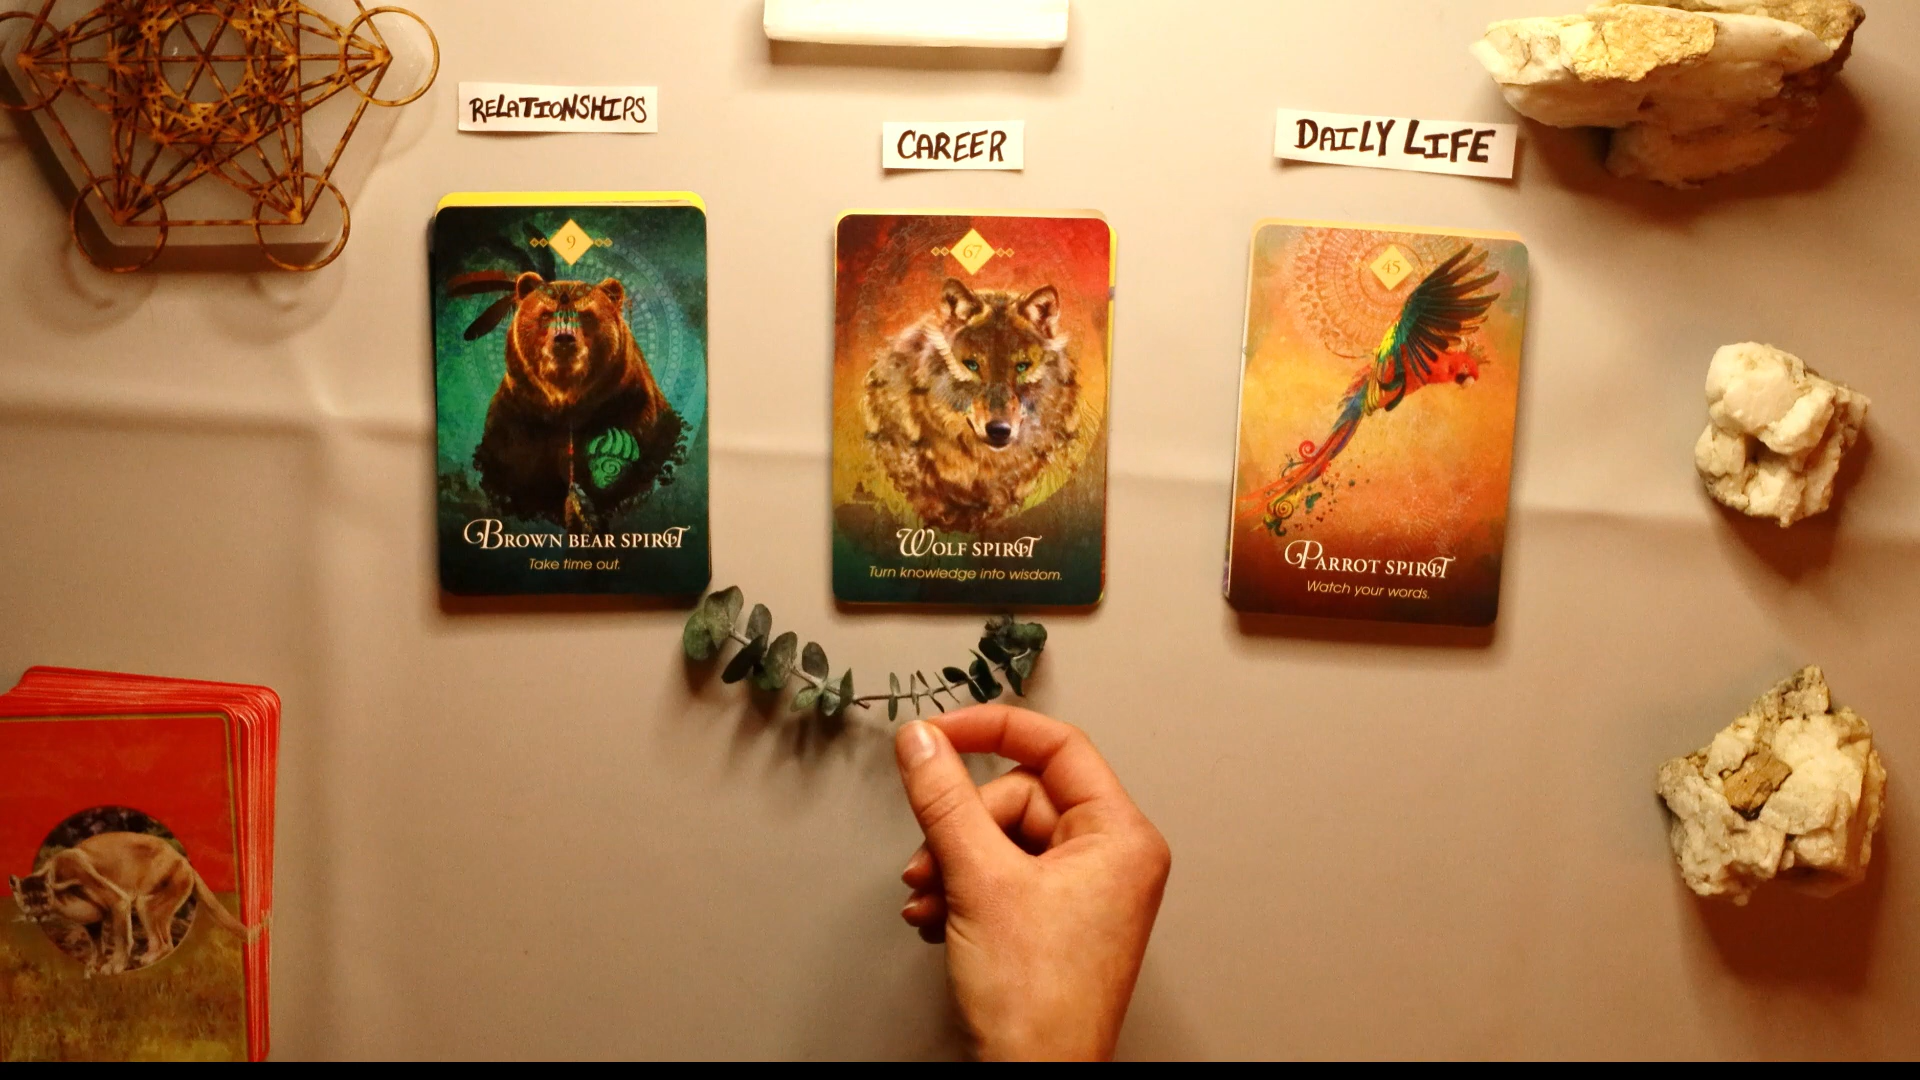 RELATIONSHIPS
CAREER
DAILY LIFE
9
BROWN BEAR SPIRIT
Take time out.
67
WOLF SPIRIT
Turn knowledge into wisdom.
45
PARROT SPIRIT
Watch your words.